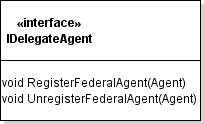 «interface»
IDelegateAgent
void RegisterFederalAgent(Agent)
void UnregisterFederalAgent(Agent)